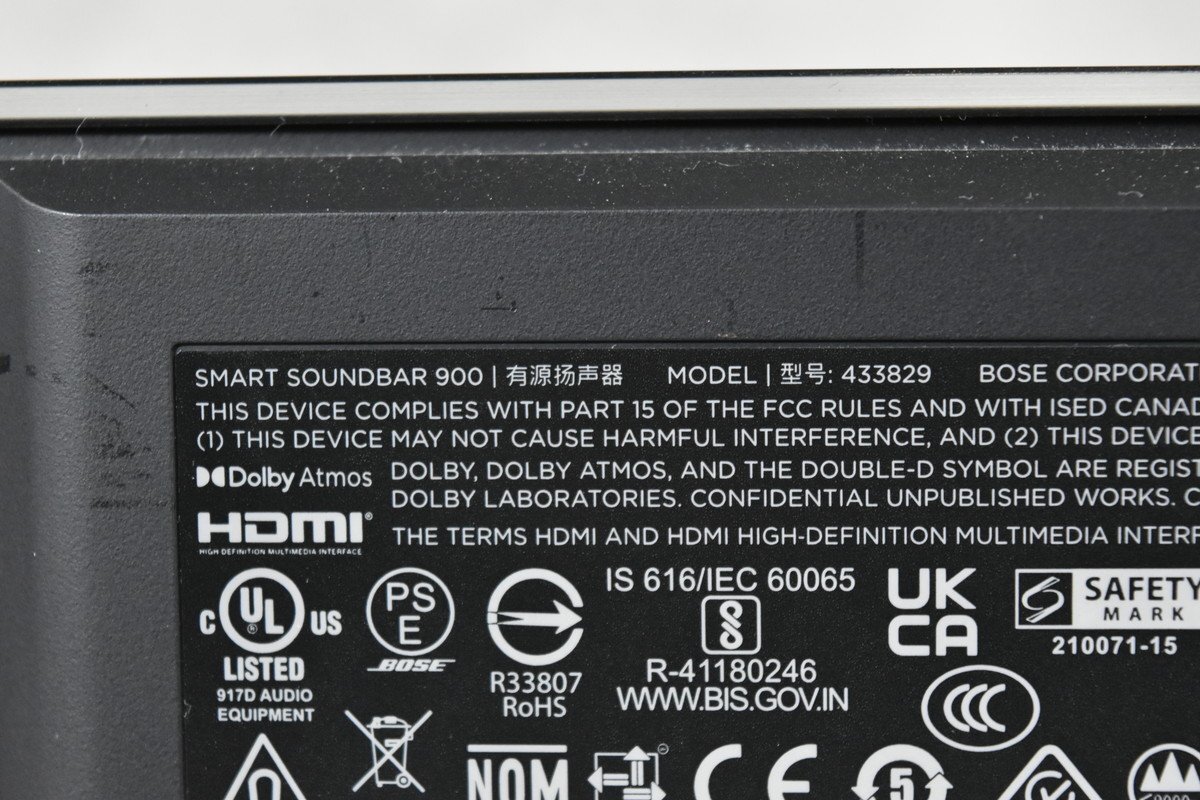 SMART SOUNDBAR 900 | 有源扬声器 MODEL | 型号: 433829 BOSE CORPORAT
THIS DEVICE COMPLIES WITH PART 15 OF THE FCC RULES AND WITH ISED CANAD
(1) THIS DEVICE MAY NOT CAUSE HARMFUL INTERFERENCE, AND (2) THIS DEVICE
Dolby Atmos DOLBY, DOLBY ATMOS, AND THE DOUBLE-D SYMBOL ARE REGIST
DOLBY LABORATORIES. CONFIDENTIAL UNPUBLISHED WORKS. C
HDMI® THE TERMS HDMI AND HDMI HIGH-DEFINITION MULTIMEDIA INTERF
HIGH-DEFINITION MULTIMEDIA INTERFACE
C UL® US
LISTED
917D AUDIO
EQUIPMENT
PS
E
BOSE
R33807
RoHS
IS 616/IEC 60065
R-41180246
WWW.BIS.GOV.IN
UK
CA
SAFETY
MARK
210071-15
CCC
NOM
CE
5